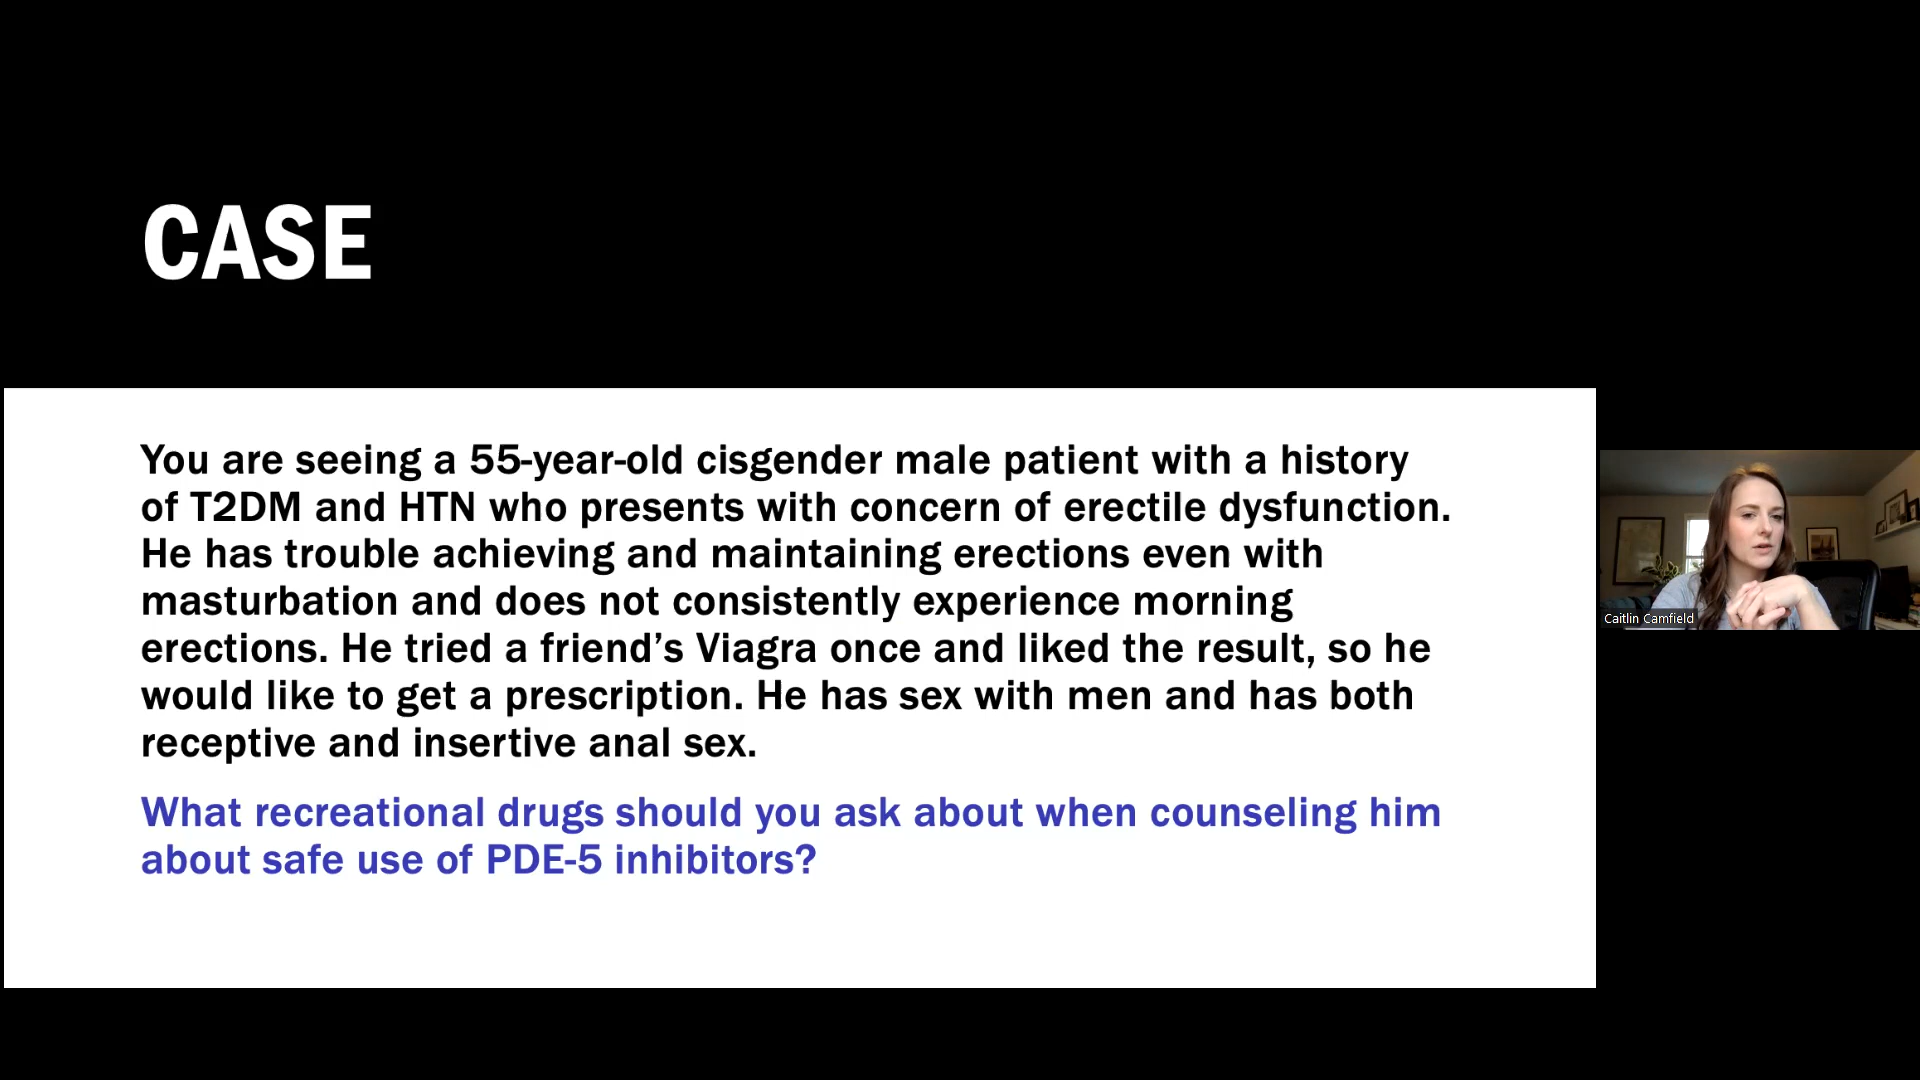 CASE
You are seeing a 55-year-old cisgender male patient with a history
of T2DM and HTN who presents with concern of erectile dysfunction.
He has trouble achieving and maintaining erections even with
masturbation and does not consistently experience morning
erections. He tried a friend’s Viagra once and liked the result, so he
would like to get a prescription. He has sex with men and has both
receptive and insertive anal sex.
What recreational drugs should you ask about when counseling him
about safe use of PDE-5 inhibitors?
Caitlin Camfield